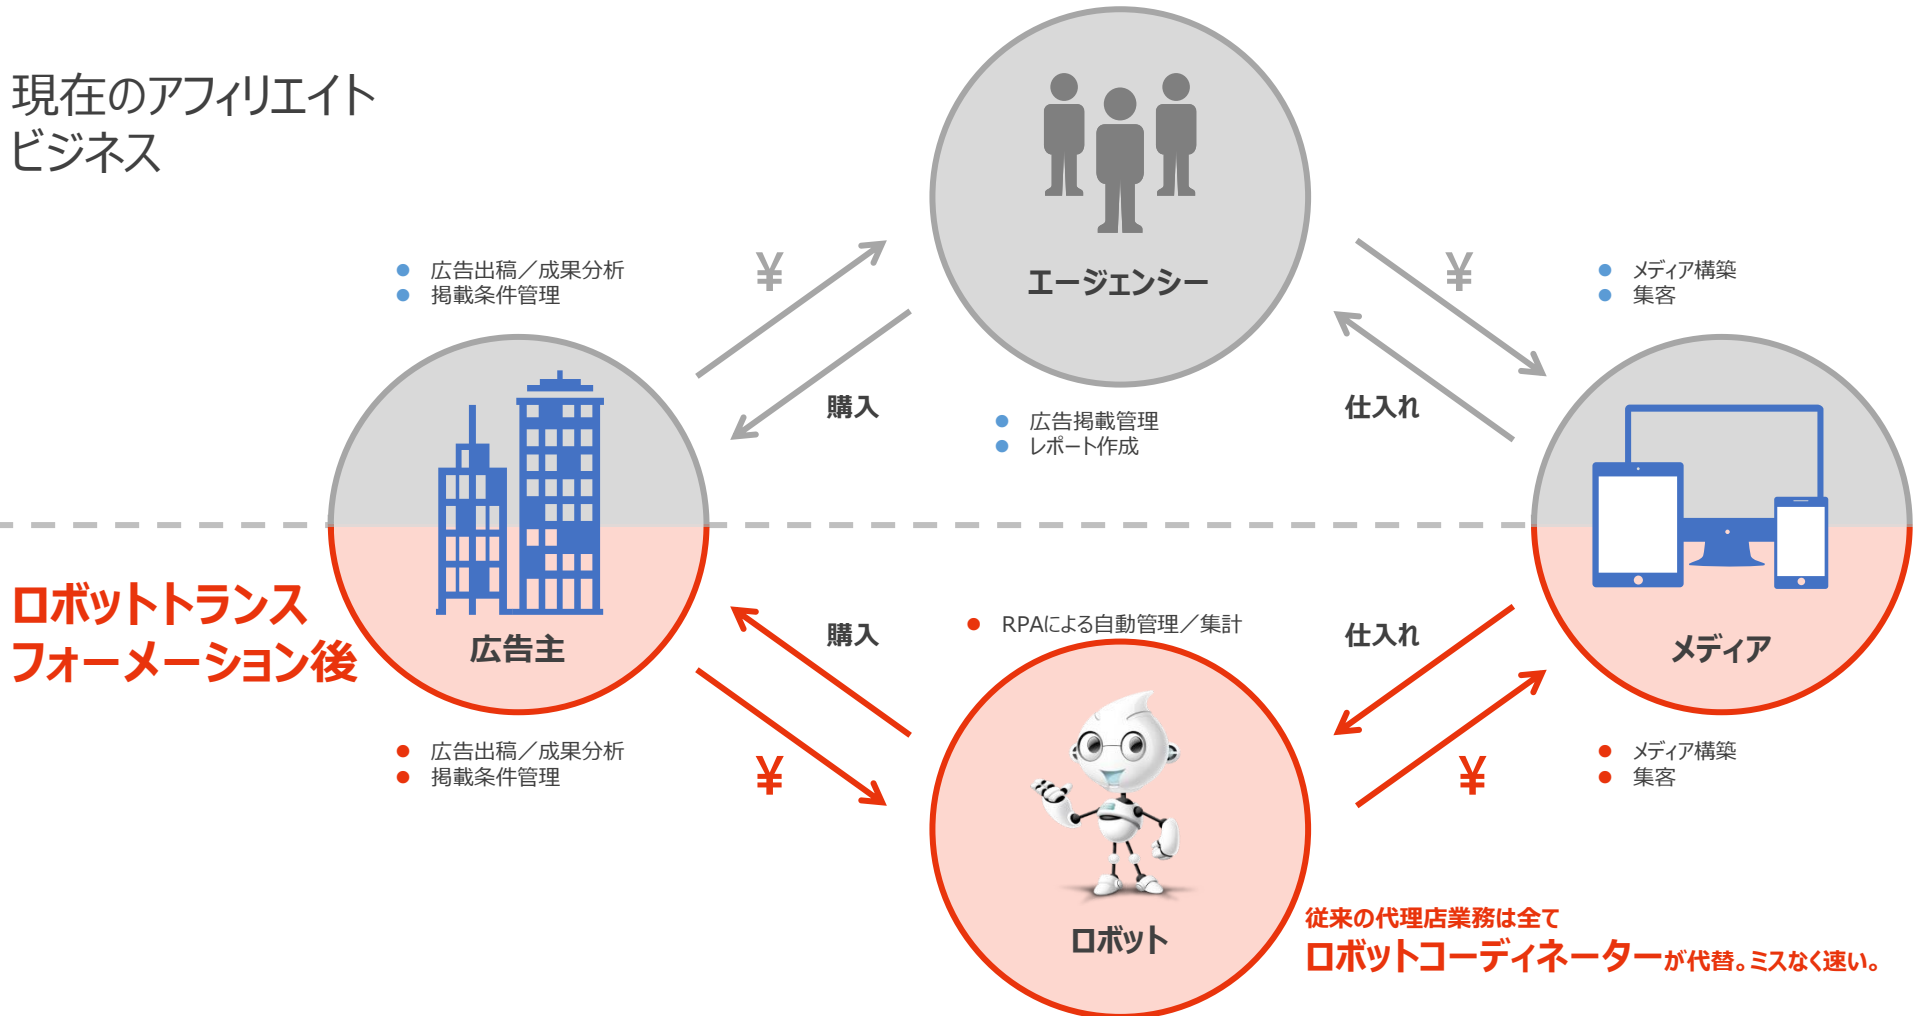 現在のアフィリエイト
ビジネス
エージェンシー
● 広告出稿／成果分析
● 掲載条件管理
¥
¥
● メディア構築
● 集客
購入
● 広告掲載管理
● レポート作成
仕入れ
ロボットトランス
フォーメーション後
広告主
購入
● RPAによる自動管理／集計
仕入れ
メディア
● 広告出稿／成果分析
● 掲載条件管理
¥
¥
● メディア構築
● 集客
ロボット
従来の代理店業務は全て
ロボットコーディネーターが代替。ミスなく速い。